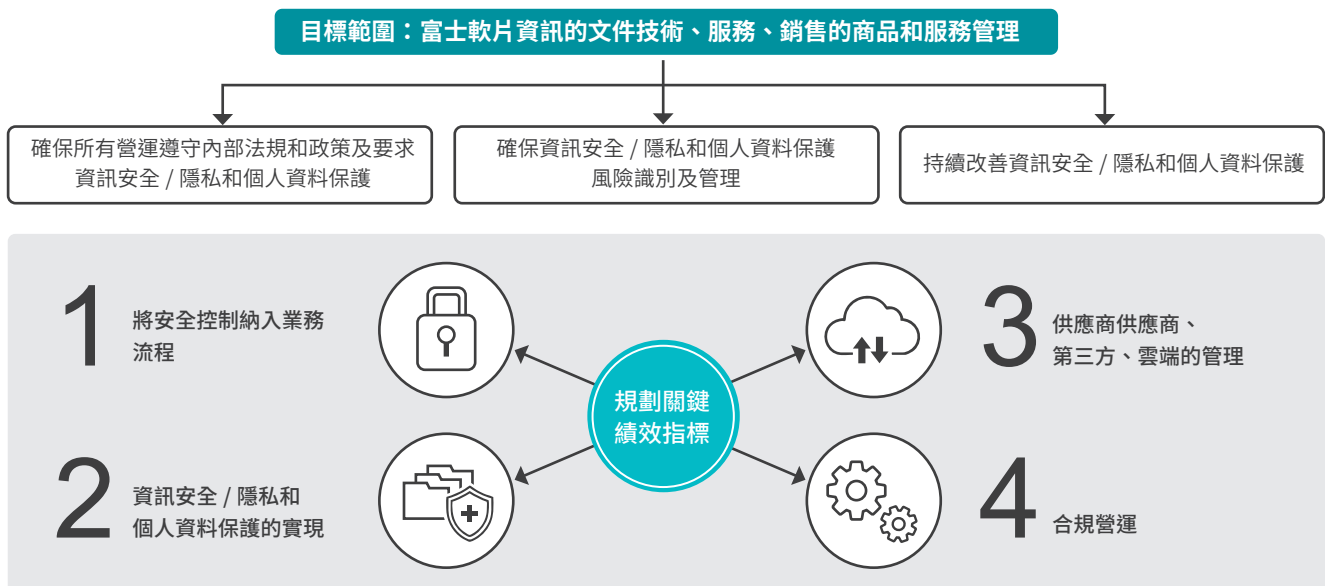 目標範圍：富士軟片資訊的文件技術、服務、銷售的商品和服務管理
確保所有營運遵守內部法規和政策及要求
資訊安全 / 隱私和個人資料保護
確保資訊安全 / 隱私和個人資料保護
風險識別及管理
持續改善資訊安全 / 隱私和個人資料保護
1
將安全控制納入業務
流程
2
資訊安全 / 隱私和
個人資料保護的實現
規劃關鍵
績效指標
3
供應商供應商、
第三方、雲端的管理
4
合規營運